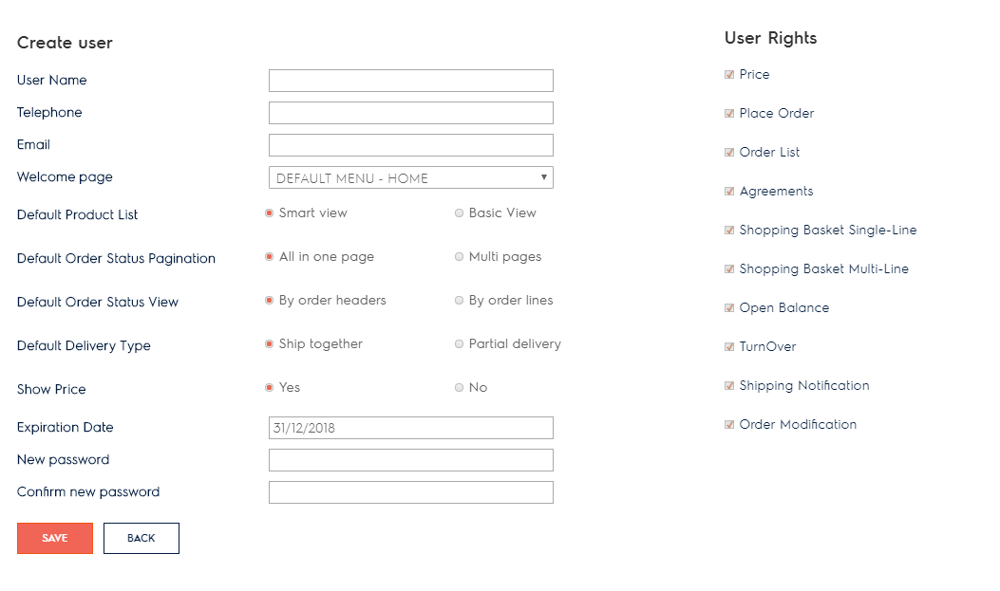 Create user
User Name
Telephone
Email
Welcome page DEFAULT MENU - HOME
Default Product List Smart view Basic View
Default Order Status Pagination All in one page Multi pages
Default Order Status View By order headers By order lines
Default Delivery Type Ship together Partial delivery
Show Price Yes No
Expiration Date 31/12/2018
New password
Confirm new password
SAVE BACK
User Rights
Price
Place Order
Order List
Agreements
Shopping Basket Single-Line
Shopping Basket Multi-Line
Open Balance
TurnOver
Shipping Notification
Order Modification